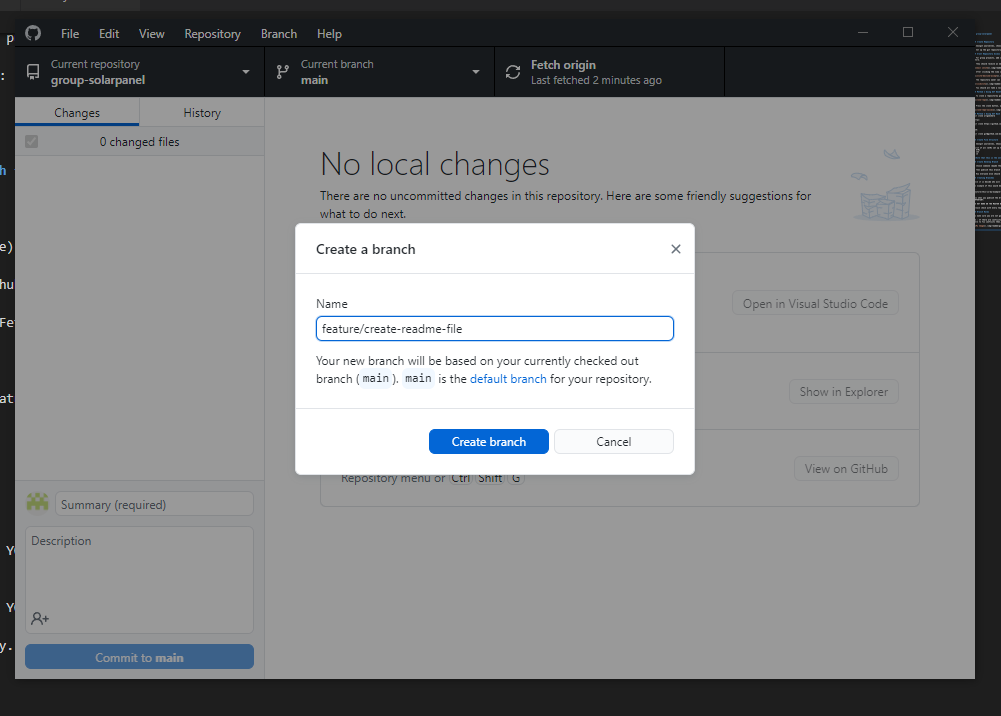 File Edit View Repository Branch Help
Current repository
group-solarpanel
Current branch
main
Fetch origin
Last fetched 2 minutes ago
Changes History
0 changed files
No local changes
There are no uncommitted changes in this repository. Here are some friendly suggestions for
what to do next.
Create a branch
Name
feature/create-readme-file
Your new branch will be based on your currently checked out
branch (main). main is the default branch for your repository.
Create branch Cancel
Open in Visual Studio Code
Show in Explorer
View on GitHub
Repository menu or Ctrl Shift G
Summary (required)
Description
Commit to main